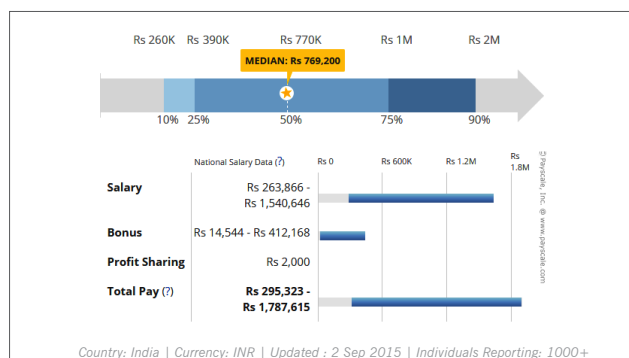 Rs 260K Rs 390K Rs 770K Rs 1M Rs 2M
MEDIAN: Rs 769,200
10% 25% 50% 75% 90%
National Salary Data (?) Rs 0 Rs 600K Rs 1.2M Rs
1.8M
Salary Rs 263,866 -
Rs 1,540,646
Bonus Rs 14,544 - Rs 412,168
Profit Sharing Rs 2,000
Total Pay (?) Rs 295,323 -
Rs 1,787,615
© Payscale, Inc. @ www.payscale.com
Country: India | Currency: INR | Updated : 2 Sep 2015 | Individuals Reporting: 1000+